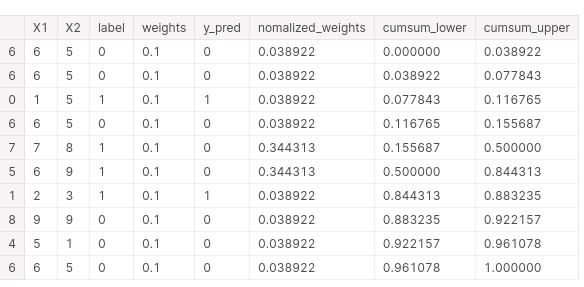 X1 X2 label weights y_pred nomalized_weights cumsum_lower cumsum_upper
6 6 5 0 0.1 0 0.038922 0.000000 0.038922
6 6 5 0 0.1 0 0.038922 0.038922 0.077843
0 1 5 1 0.1 1 0.038922 0.077843 0.116765
6 6 5 0 0.1 0 0.038922 0.116765 0.155687
7 7 8 1 0.1 0 0.344313 0.155687 0.500000
5 6 9 1 0.1 0 0.344313 0.500000 0.844313
1 2 3 1 0.1 1 0.038922 0.844313 0.883235
8 9 9 0 0.1 0 0.038922 0.883235 0.922157
4 5 1 0 0.1 0 0.038922 0.922157 0.961078
6 6 5 0 0.1 0 0.038922 0.961078 1.000000